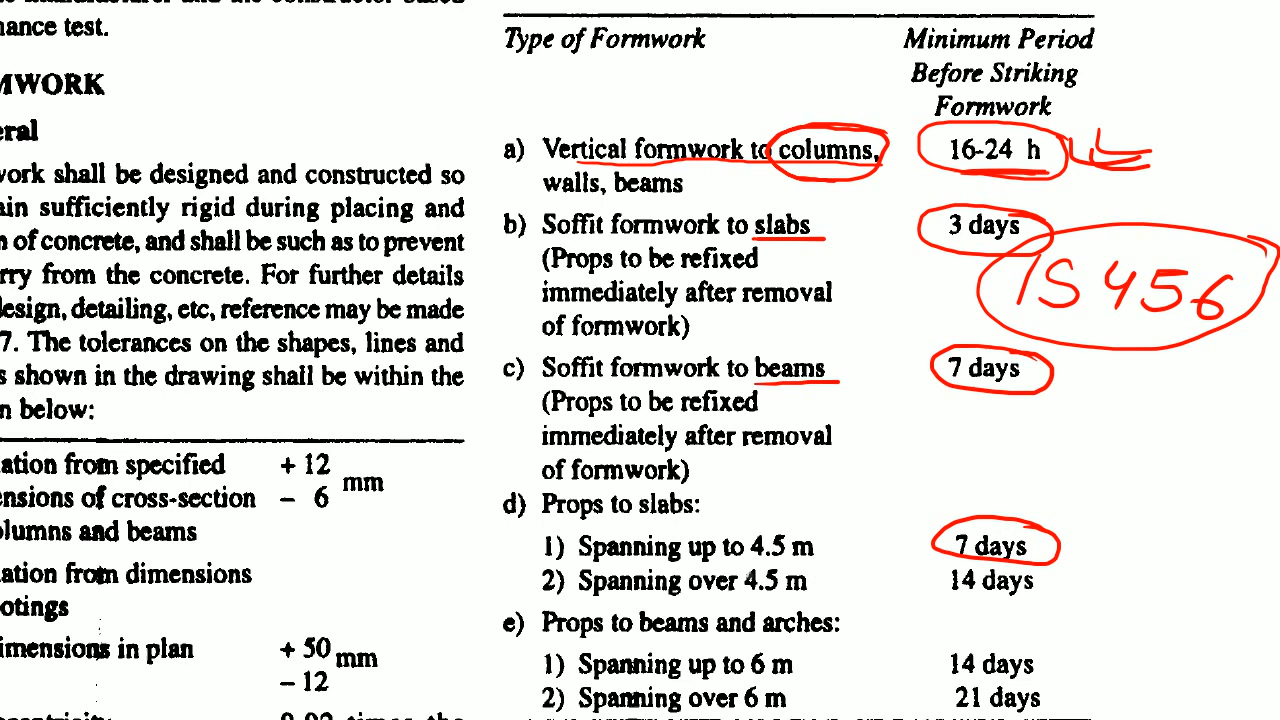 nance test.
MWORK
eral
work shall be designed and constructed so
ain sufficiently rigid during placing and
n of concrete, and shall be such as to prevent
rry from the concrete. For further details
design, detailing, etc, reference may be made
7. The tolerances on the shapes, lines and
s shown in the drawing shall be within the
n below:
ation from specified + 12 mm
ensions of cross-section – 6
olumns and beams
ation from dimensions
otings
imensions in plan + 50 mm
– 12
0.02 times the
Type of Formwork Minimum Period
Before Striking
Formwork
a) Vertical formwork to columns, 16-24 h
walls, beams
b) Soffit formwork to slabs 3 days
(Props to be refixed
immediately after removal
of formwork)
IS 456
c) Soffit formwork to beams 7 days
(Props to be refixed
immediately after removal
of formwork)
d) Props to slabs:
1) Spanning up to 4.5 m 7 days
2) Spanning over 4.5 m 14 days
e) Props to beams and arches:
1) Spanning up to 6 m 14 days
2) Spanning over 6 m 21 days